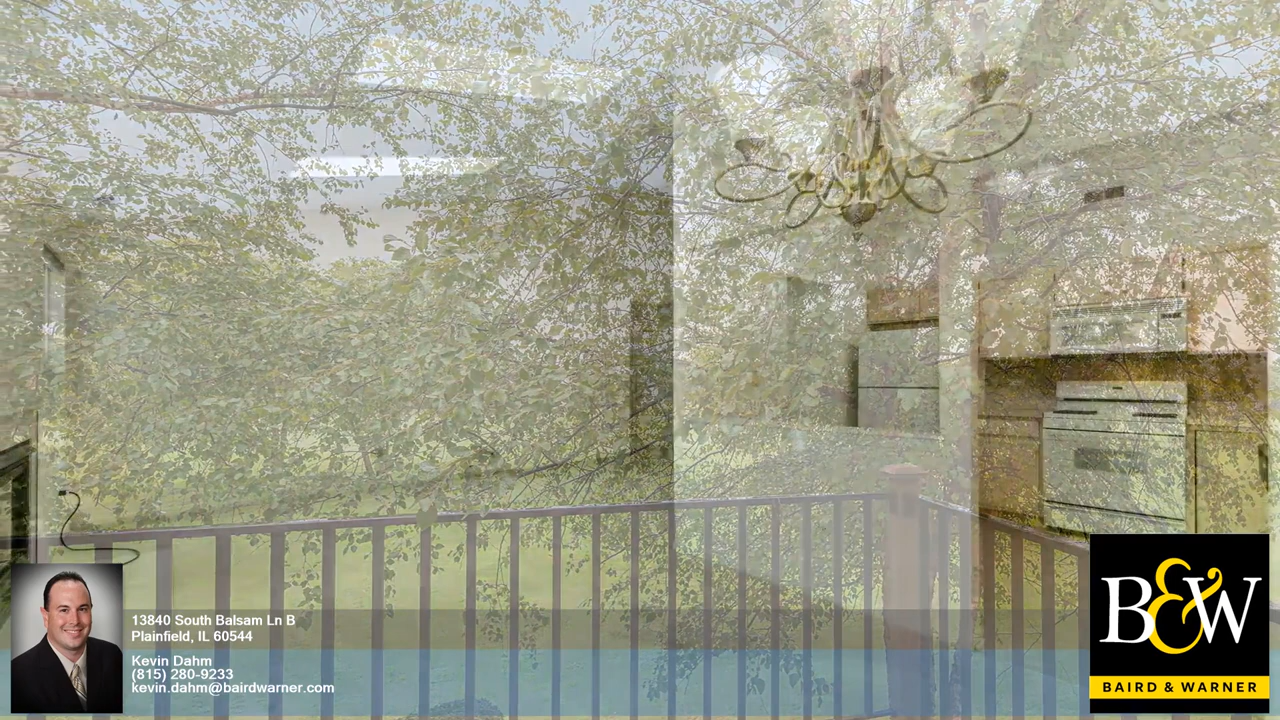 13840 South Balsam Ln B
Plainfield, IL 60544
Kevin Dahm
(815) 280-9233
kevin.dahm@bairdwarner.com
B&W
BAIRD & WARNER